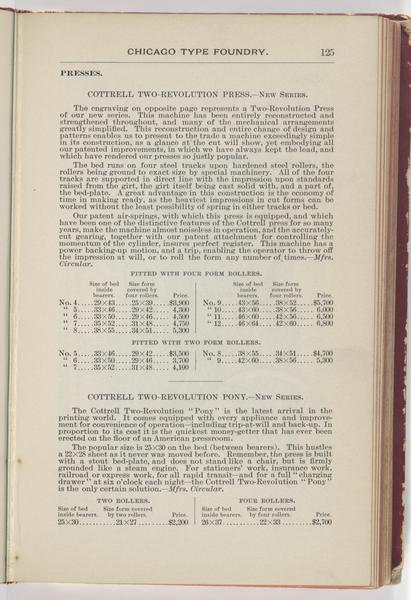 CHICAGO TYPE FOUNDRY. 125
PRESSES.
COTTRELL TWO-REVOLUTION PRESS.—New Series.
The engraving on opposite page represents a Two-Revolution Press
of our new series. This machine has been entirely reconstructed and
strengthened throughout, and many of the mechanical arrangements
greatly simplified. This reconstruction and entire change of design and
patterns enables us to present to the trade a machine exceedingly simple
in its construction, as a glance at the cut will show, yet embodying all
our patented improvements, in which we have always kept the lead, and
which have rendered our presses so justly popular.
The bed runs on four steel tracks upon hardened steel rollers, the
rollers being ground to exact size by special machinery. All of the four
tracks are supported in direct line with the impression upon standards
raised from the girt, the girt itself being cast solid with, and a part of,
the bed-plate. A great advantage in this construction is the economy of
time in making ready, as the heaviest impressions in cut forms can be
worked without the least possibility of spring in either tracks or bed.
Our patent air-springs, with which this press is equipped, and which
have been one of the distinctive features of the Cottrell press for so many
years, make the machine almost noiseless in operation, and the accurately-
cut gearing, together with our patent attachment for controlling the
momentum of the cylinder, insures perfect register. This machine has a
power backing-up motion, and a trip, enabling the operator to throw off
the impression at will, or to roll the form any number of times.—Mfrs.
Circular.
FITTED WITH FOUR FORM ROLLERS.
Size of bed inside bearers. Size form covered by four rollers. Price. Size of bed inside bearers. Size form covered by four rollers. Price.
No. 4.....29×43.....25×39.....$3,900 No. 9.....43×56.....38×52.....$5,700
" 5.....33×46.....29×42..... 4,300 " 10.....43×60.....38×56..... 6,000
" 6.....33×50.....29×46..... 4,500 " 11.....46×60.....42×56..... 6,500
" 7.....35×52.....31×48..... 4,750 " 12.....46×64.....42×60..... 6,800
" 8.....38×55.....34×51..... 5,300
FITTED WITH TWO FORM ROLLERS.
No. 5.....33×46.....29×42.....$3,500 No. 8.....38×55.....34×51.....$4,700
" 6.....33×50.....29×46..... 3,700 " 9.....42×60.....38×56..... 5,300
" 7.....35×52.....31×48..... 4,100
COTTRELL TWO-REVOLUTION PONY.—New Series.
The Cottrell Two-Revolution "Pony" is the latest arrival in the
printing world. It comes equipped with every appliance and improve-
ment for convenience of operation—including trip-at-will and back-up. In
proportion to its cost it is the quickest money-getter that has ever been
erected on the floor of an American pressroom.
The popular size is 25×30 on the bed (between bearers). This hustles
a 22×28 sheet as it never was moved before. Remember, the press is built
with a stout bed-plate, and does not stand like a chair, but is firmly
grounded like a steam engine. For stationers' work, insurance work,
railroad or express work, for all rapid transit—and for a full "charging
drawer" at six o'clock each night—the Cottrell Two-Revolution "Pony"
is the only certain solution.—Mfrs. Circular.
TWO ROLLERS. FOUR ROLLERS.
Size of bed inside bearers. Size form covered by two rollers. Price. Size of bed inside bearers. Size form covered by four rollers. Price.
25×30..........21×27........$2,200 26×37..........22×33........$2,700